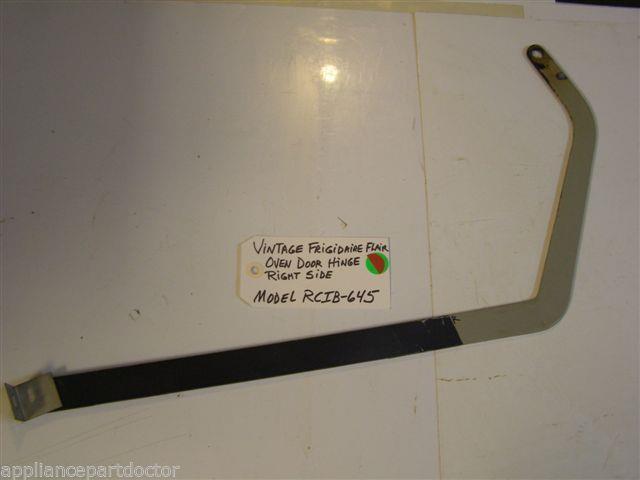 VINTAGE FRIGIDAIRE FLAIR
OVEN DOOR HINGE
RIGHT SIDE
MODEL RCIB-645
appliancepartdoctor